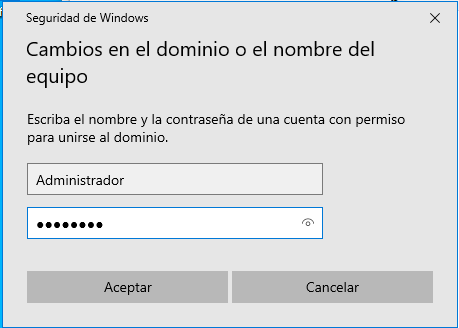 Seguridad de Windows
Cambios en el dominio o el nombre del
equipo
Escriba el nombre y la contraseña de una cuenta con permiso
para unirse al dominio.
Administrador
●●●●●●●●
Aceptar
Cancelar